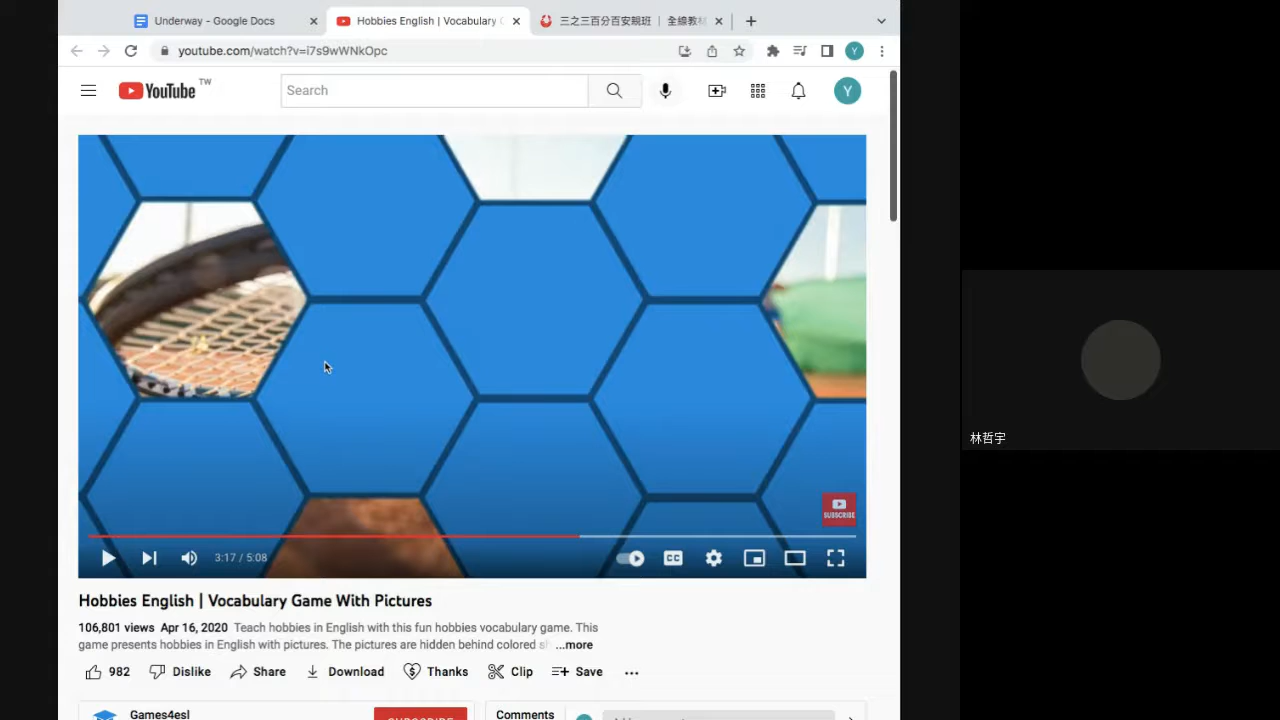 Underway - Google Docs
Hobbies English | Vocabulary G
三之三百分百安親班 | 全線教材
youtube.com/watch?v=i7s9wWNkOpc
Y
YouTube TW
Search
Y
SUBSCRIBE
3:17 / 5:08
CC
林哲宇
Hobbies English | Vocabulary Game With Pictures
106,801 views Apr 16, 2020 Teach hobbies in English with this fun hobbies vocabulary game. This
game presents hobbies in English with pictures. The pictures are hidden behind colored sh ...more
982 Dislike Share Download Thanks Clip Save
Games4esl
SUBSCRIBE
Comments